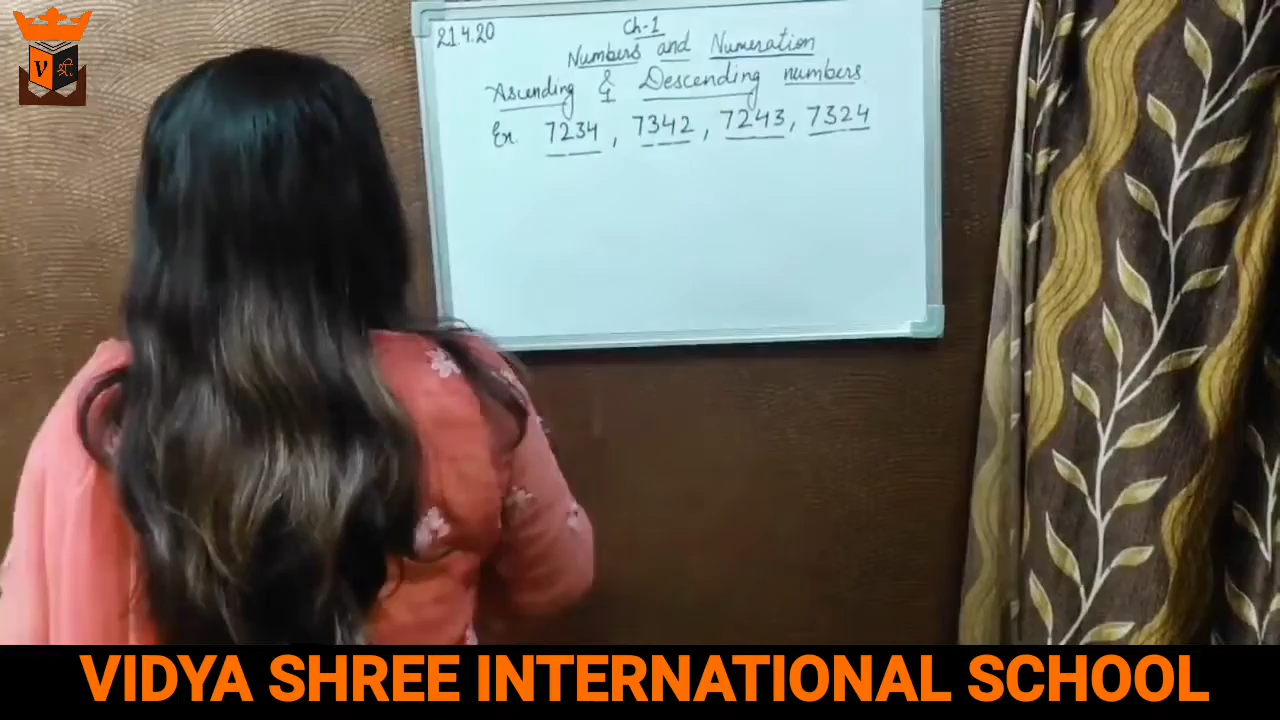 V श्री
21.4.20
Ch-1
Numbers and Numeration
Ascending & Descending numbers
Ex. 7234, 7342, 7243, 7324
VIDYA SHREE INTERNATIONAL SCHOOL